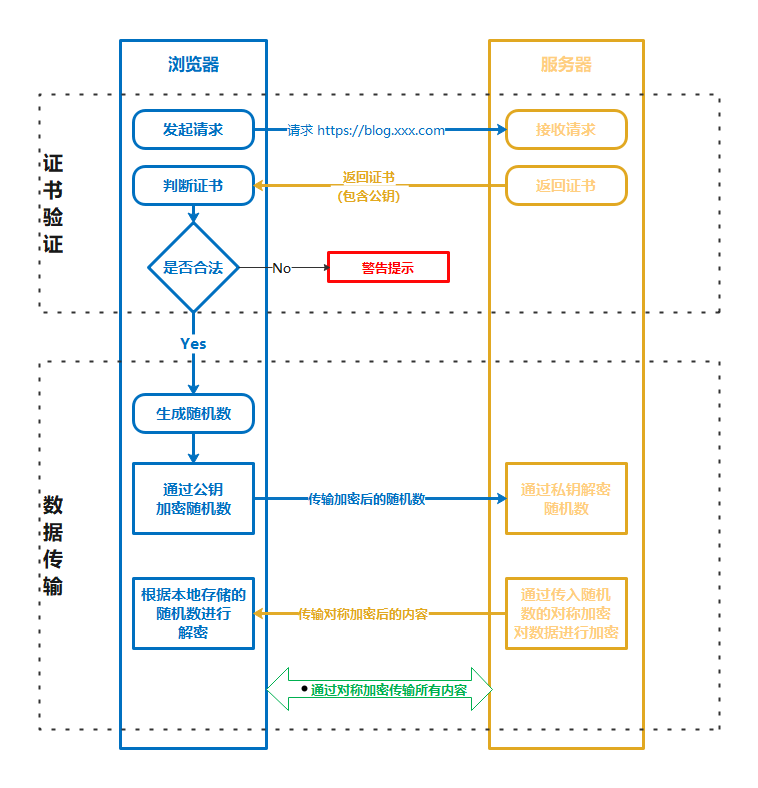 浏览器
服务器
证
书
验
证
发起请求
请求 https://blog.xxx.com
接收请求
判断证书
返回证书
(包含公钥)
返回证书
是否合法
No
警告提示
Yes
数
据
传
输
生成随机数
通过公钥
加密随机数
传输加密后的随机数
通过私钥解密
随机数
根据本地存储的
随机数进行
解密
传输对称加密后的内容
通过传入随机
数的对称加密
对数据进行加密
• 通过对称加密传输所有内容